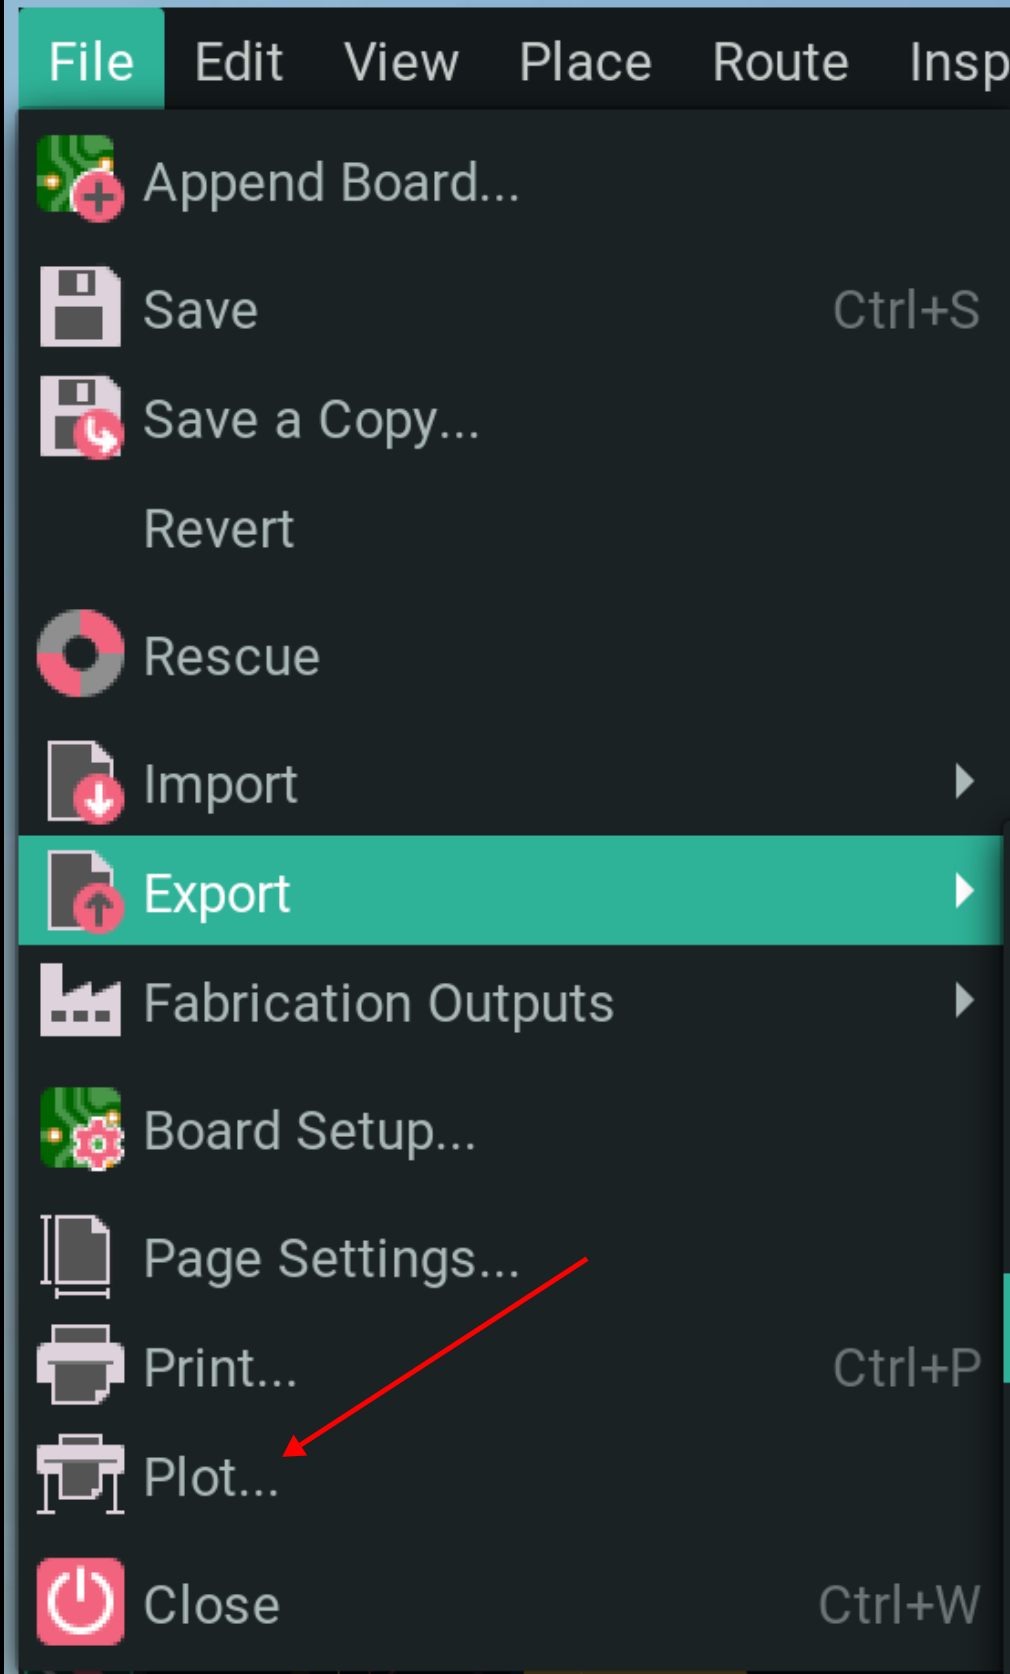 File Edit View Place Route Insp
Append Board...
Save Ctrl+S
Save a Copy...
Revert
Rescue
Import
Export
Fabrication Outputs
Board Setup...
Page Settings...
Print... Ctrl+P
Plot...
Close Ctrl+W